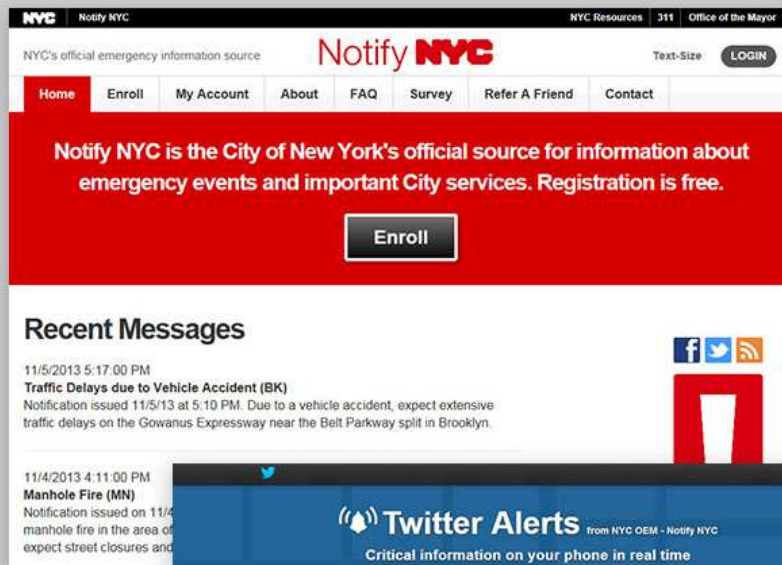 NYC Notify NYC NYC Resources 311 Office of the Mayor
NYC's official emergency information source Notify NYC Text-Size LOGIN
Home Enroll My Account About FAQ Survey Refer A Friend Contact
Notify NYC is the City of New York's official source for information about
emergency events and important City services. Registration is free.
Enroll
Recent Messages
11/5/2013 5:17:00 PM
Traffic Delays due to Vehicle Accident (BK)
Notification issued 11/5/13 at 5:10 PM. Due to a vehicle accident, expect extensive
traffic delays on the Gowanus Expressway near the Belt Parkway split in Brooklyn.
11/4/2013 4:11:00 PM
Manhole Fire (MN)
Notification issued on 11/4
manhole fire in the area of
expect street closures and
Twitter Alerts from NYC OEM - Notify NYC
Critical information on your phone in real time